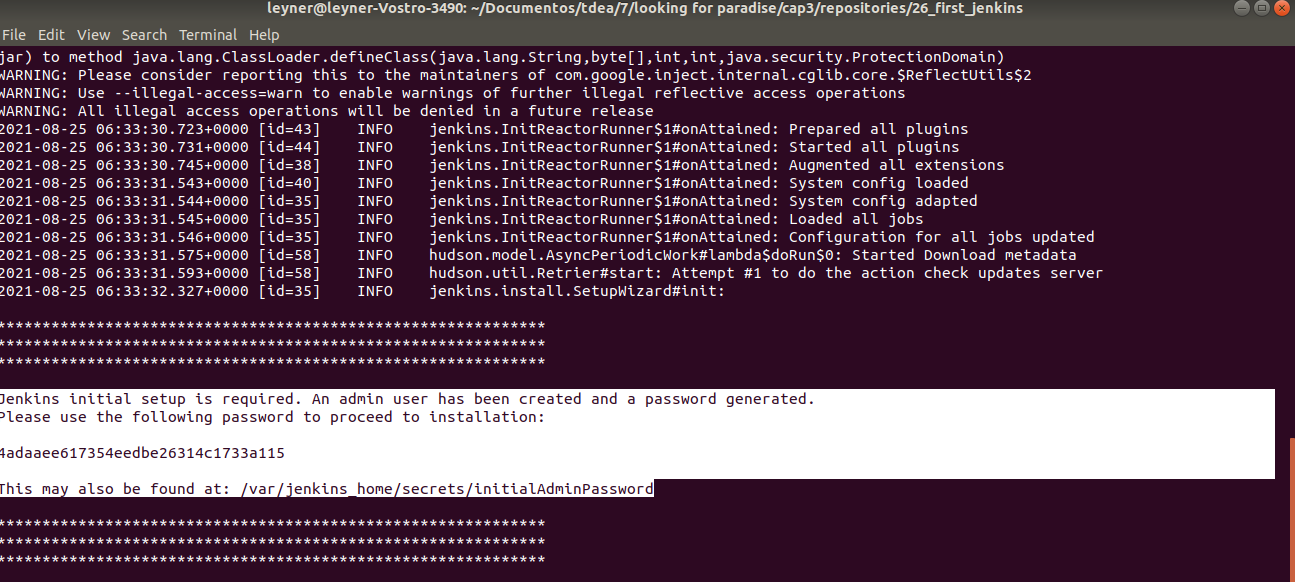 leyner@leyner-Vostro-3490: ~/Documentos/tdea/7/looking for paradise/cap3/repositories/26_first_jenkins
File Edit View Search Terminal Help
jar) to method java.lang.ClassLoader.defineClass(java.lang.String,byte[],int,int,java.security.ProtectionDomain)
WARNING: Please consider reporting this to the maintainers of com.google.inject.internal.cglib.core.$ReflectUtils$2
WARNING: Use --illegal-access=warn to enable warnings of further illegal reflective access operations
WARNING: All illegal access operations will be denied in a future release
2021-08-25 06:33:30.723+0000 [id=43] INFO jenkins.InitReactorRunner$1#onAttained: Prepared all plugins
2021-08-25 06:33:30.731+0000 [id=44] INFO jenkins.InitReactorRunner$1#onAttained: Started all plugins
2021-08-25 06:33:30.745+0000 [id=38] INFO jenkins.InitReactorRunner$1#onAttained: Augmented all extensions
2021-08-25 06:33:31.543+0000 [id=40] INFO jenkins.InitReactorRunner$1#onAttained: System config loaded
2021-08-25 06:33:31.544+0000 [id=35] INFO jenkins.InitReactorRunner$1#onAttained: System config adapted
2021-08-25 06:33:31.545+0000 [id=35] INFO jenkins.InitReactorRunner$1#onAttained: Loaded all jobs
2021-08-25 06:33:31.546+0000 [id=35] INFO jenkins.InitReactorRunner$1#onAttained: Configuration for all jobs updated
2021-08-25 06:33:31.575+0000 [id=58] INFO hudson.model.AsyncPeriodicWork#lambda$doRun$0: Started Download metadata
2021-08-25 06:33:31.593+0000 [id=58] INFO hudson.util.Retrier#start: Attempt #1 to do the action check updates server
2021-08-25 06:33:32.327+0000 [id=35] INFO jenkins.install.SetupWizard#init:
*************************************************************
*************************************************************
*************************************************************
Jenkins initial setup is required. An admin user has been created and a password generated.
Please use the following password to proceed to installation:
4adaaee617354eedbe26314c1733a115
This may also be found at: /var/jenkins_home/secrets/initialAdminPassword
*************************************************************
*************************************************************
*************************************************************